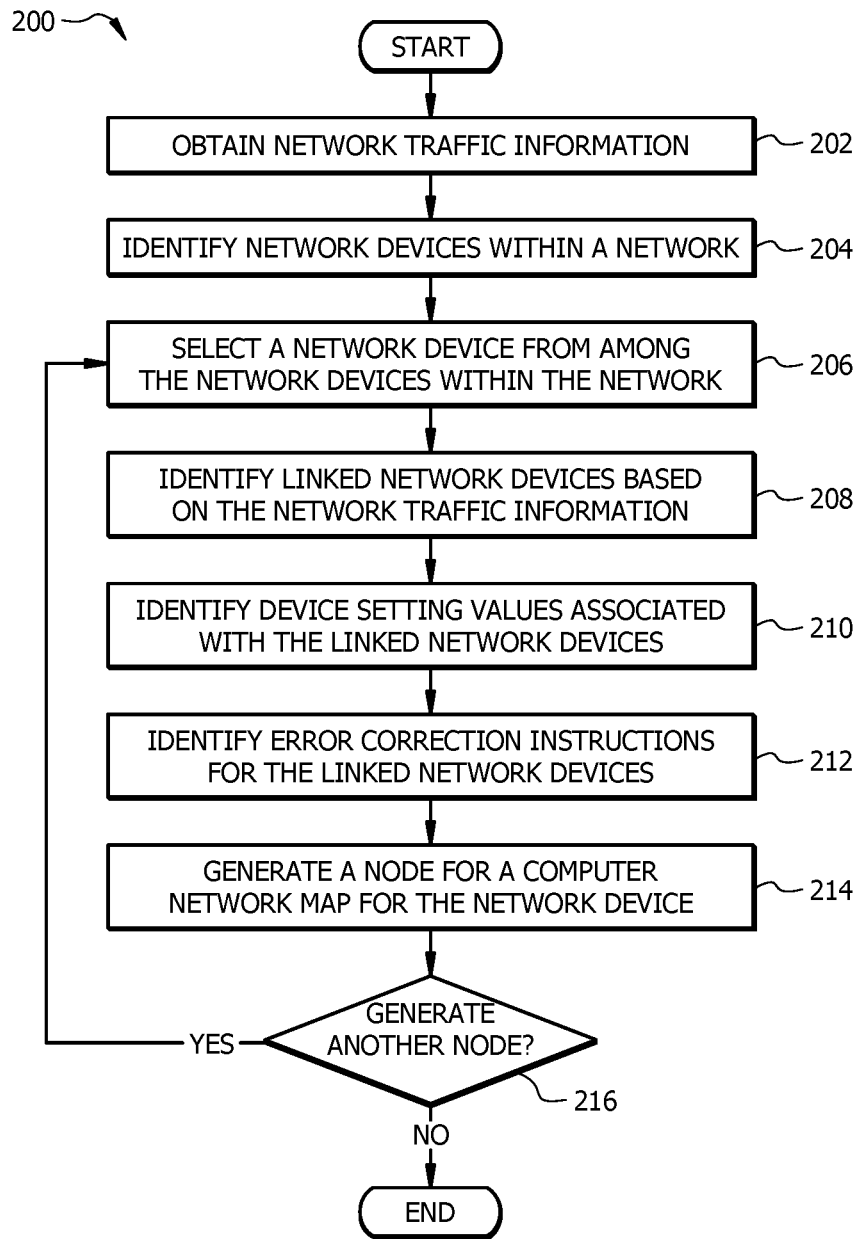 200
START
OBTAIN NETWORK TRAFFIC INFORMATION
202
IDENTIFY NETWORK DEVICES WITHIN A NETWORK
204
SELECT A NETWORK DEVICE FROM AMONG
THE NETWORK DEVICES WITHIN THE NETWORK
206
IDENTIFY LINKED NETWORK DEVICES BASED
ON THE NETWORK TRAFFIC INFORMATION
208
IDENTIFY DEVICE SETTING VALUES ASSOCIATED
WITH THE LINKED NETWORK DEVICES
210
IDENTIFY ERROR CORRECTION INSTRUCTIONS
FOR THE LINKED NETWORK DEVICES
212
GENERATE A NODE FOR A COMPUTER
NETWORK MAP FOR THE NETWORK DEVICE
214
GENERATE
ANOTHER NODE?
YES
216
NO
END